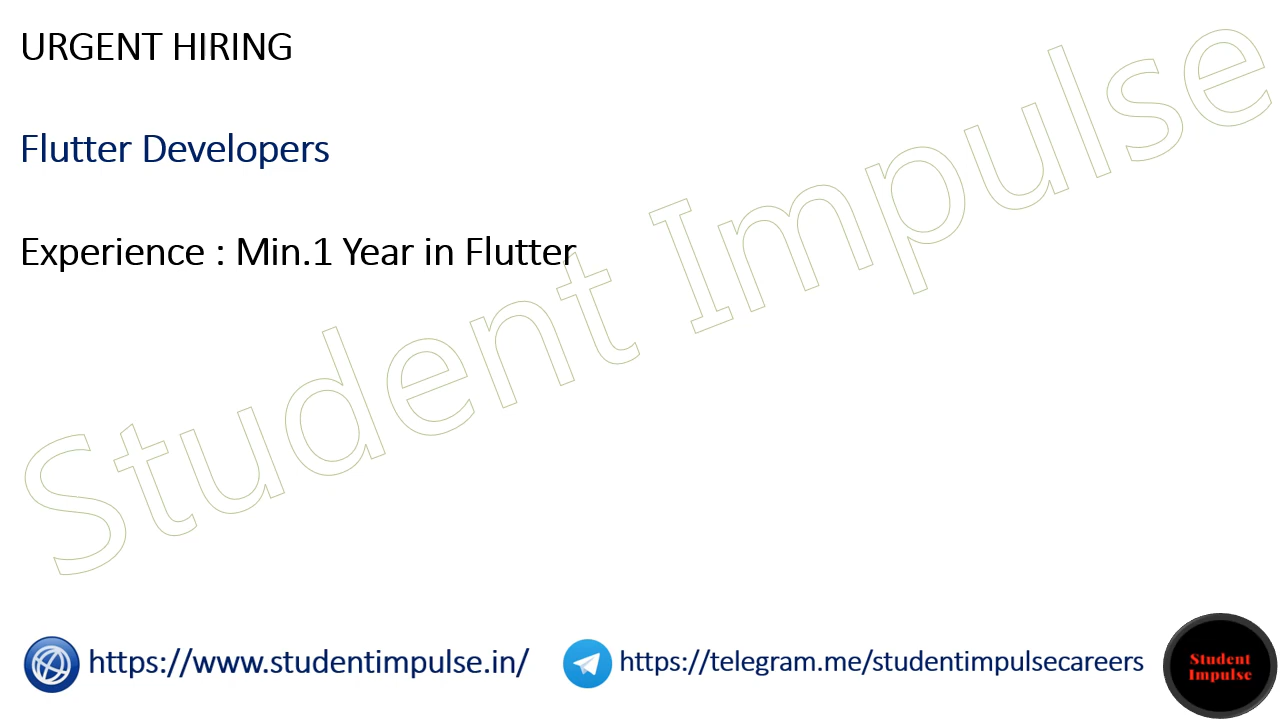 URGENT HIRING
Flutter Developers
Experience : Min.1 Year in Flutter
Student Impulse
https://www.studentimpulse.in/
https://telegram.me/studentimpulsecareers
Student
Impulse